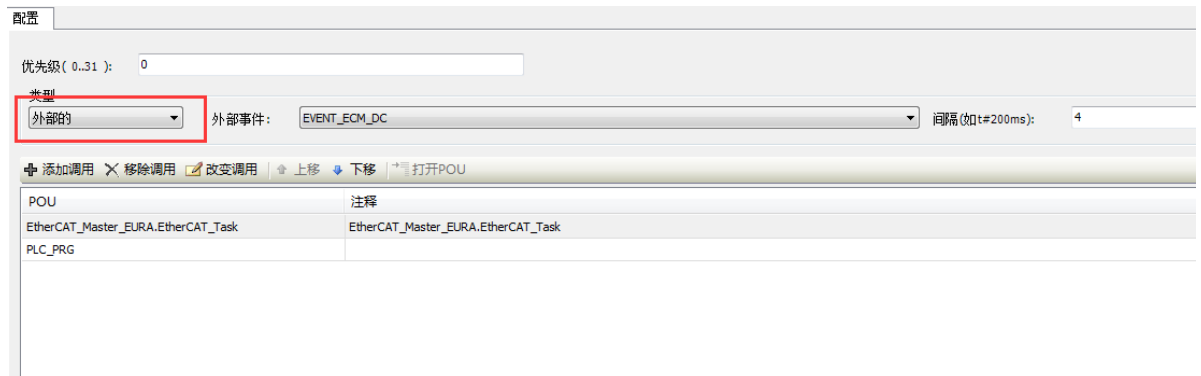 配置
优先级( 0..31 ): 0
类型
外部的 外部事件: EVENT_ECM_DC 间隔(如t#200ms): 4
添加调用 移除调用 改变调用 上移 下移 打开POU
POU 注释
EtherCAT_Master_EURA.EtherCAT_Task EtherCAT_Master_EURA.EtherCAT_Task
PLC_PRG